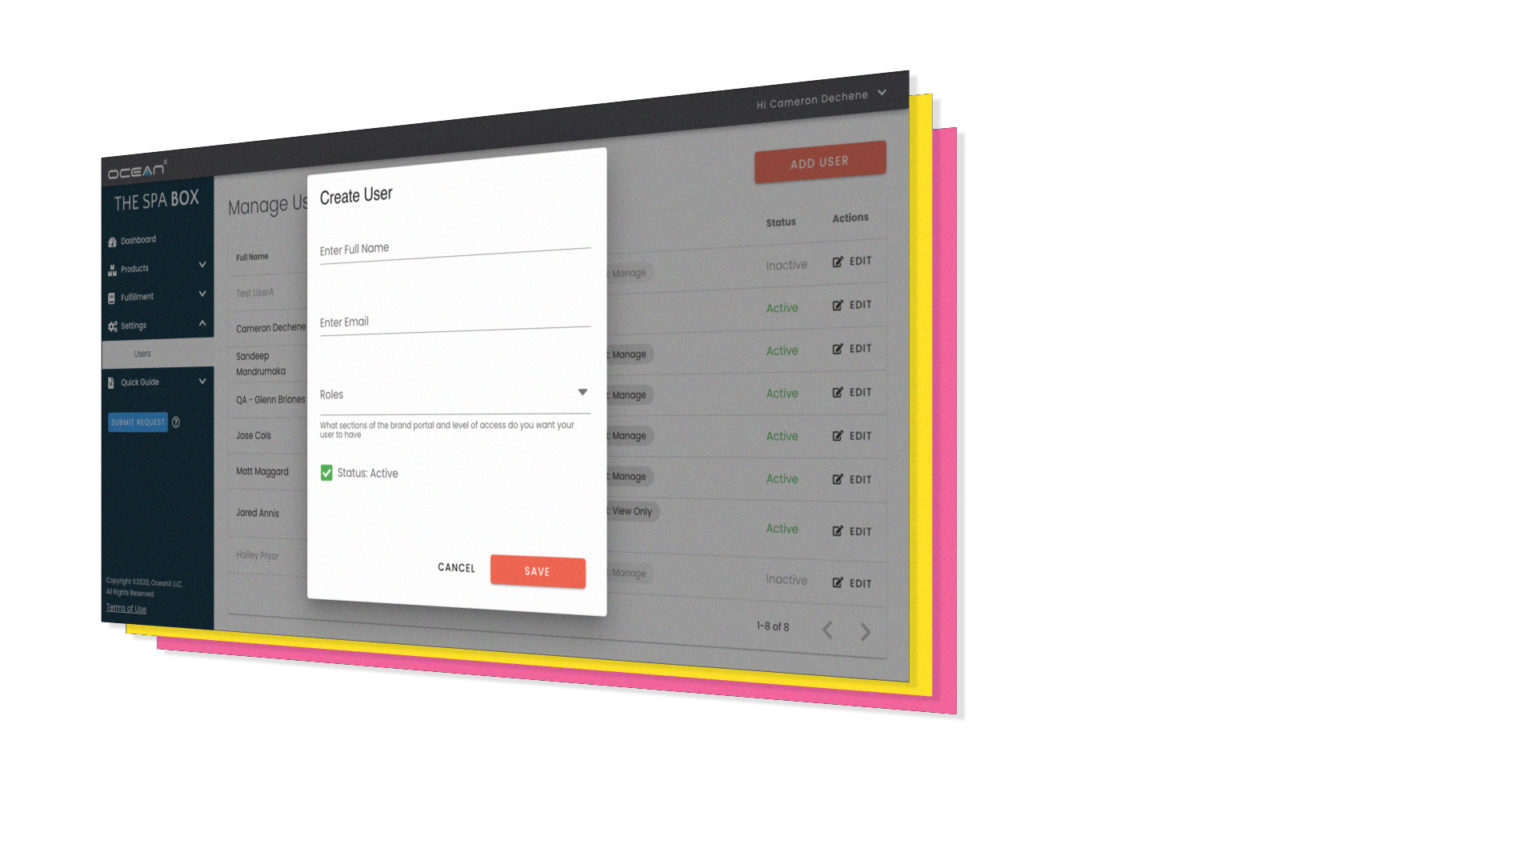 Hi Cameron Dechene
OCEANX
THE SPA BOX
Dashboard
Products
Fulfillment
Settings
Users
Quick Guide
SUBMIT REQUEST
Copyright ©2020, OceanX LLC.
All Rights Reserved
Terms of Use
Manage Us
ADD USER
Full Name
Status
Actions
Test UserA
: Manage
Inactive
EDIT
Cameron Dechene
Active
EDIT
Sandeep
Mandrumaka
: Manage
Active
EDIT
QA - Glenn Briones
: Manage
Active
EDIT
Jose Cols
: Manage
Active
EDIT
Matt Maggard
: Manage
Active
EDIT
Jared Annis
: View Only
Active
EDIT
Hailey Pryor
: Manage
Inactive
EDIT
1-8 of 8
Create User
Enter Full Name
Enter Email
Roles
What sections of the brand portal and level of access do you want your
user to have
Status: Active
CANCEL
SAVE